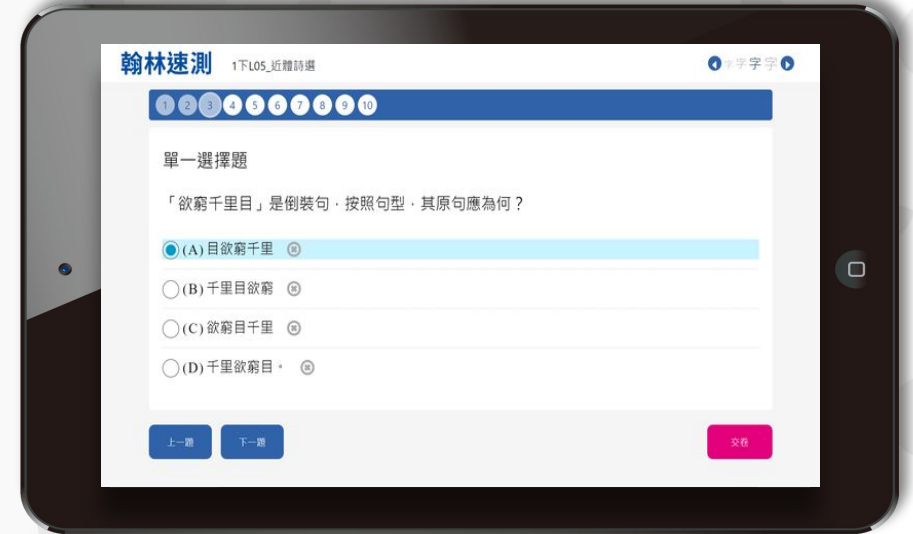 翰林速測 1下L05_近體詩選 字字字字
1 2 3 4 5 6 7 8 9 10
單一選擇題
「欲窮千里目」是倒裝句，按照句型，其原句應為何？
(A) 目欲窮千里
(B) 千里目欲窮
(C) 欲窮目千里
(D) 千里欲窮目。
上一題 下一題 交卷